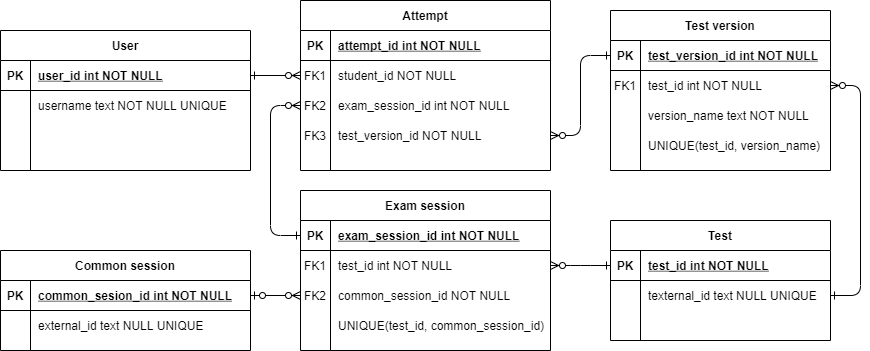 User
PK user_id int NOT NULL
username text NOT NULL UNIQUE
Attempt
PK attempt_id int NOT NULL
FK1 student_id NOT NULL
FK2 exam_session_id int NOT NULL
FK3 test_version_id NOT NULL
Test version
PK test_version_id int NOT NULL
FK1 test_id int NOT NULL
version_name text NOT NULL
UNIQUE(test_id, version_name)
Common session
PK common_sesion_id int NOT NULL
external_id text NULL UNIQUE
Exam session
PK exam_session_id int NOT NULL
FK1 test_id int NOT NULL
FK2 common_session_id NOT NULL
UNIQUE(test_id, common_session_id)
Test
PK test_id int NOT NULL
texternal_id text NULL UNIQUE